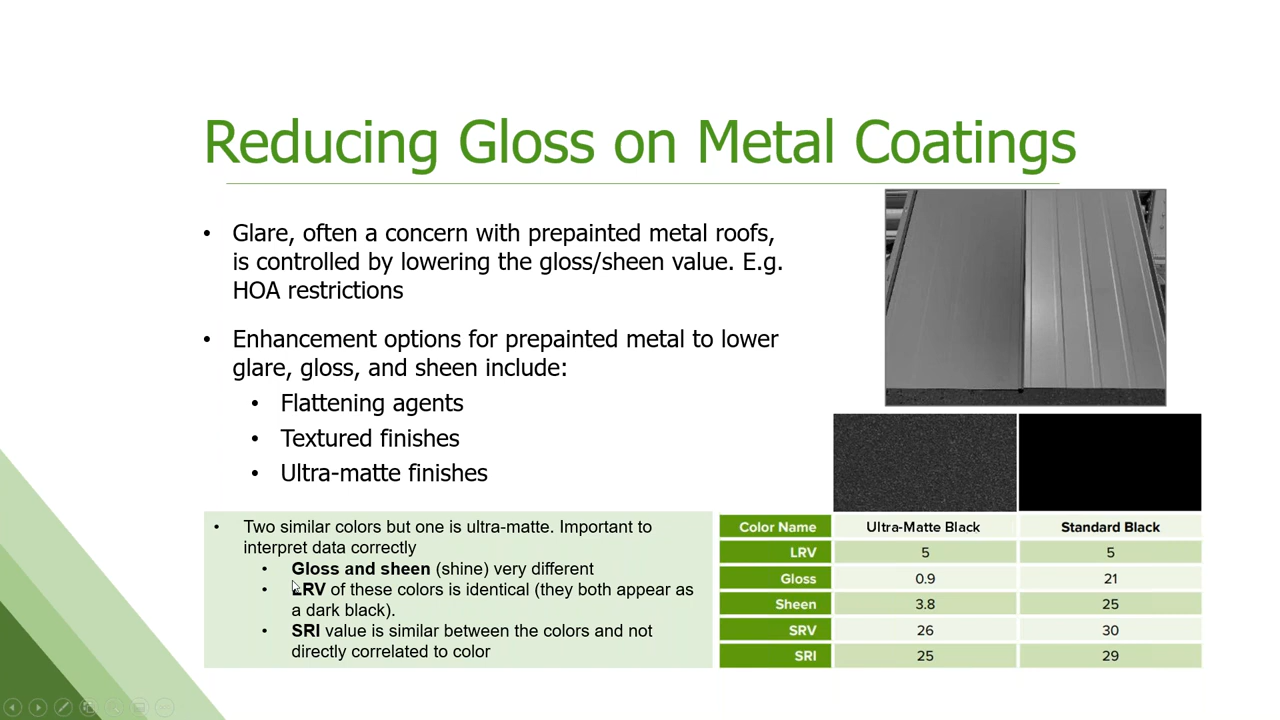 Reducing Gloss on Metal Coatings
• Glare, often a concern with prepainted metal roofs,
is controlled by lowering the gloss/sheen value. E.g.
HOA restrictions
• Enhancement options for prepainted metal to lower
glare, gloss, and sheen include:
• Flattening agents
• Textured finishes
• Ultra-matte finishes
• Two similar colors but one is ultra-matte. Important to
interpret data correctly
• Gloss and sheen (shine) very different
• LRV of these colors is identical (they both appear as
a dark black).
• SRI value is similar between the colors and not
directly correlated to color
Color Name Ultra-Matte Black Standard Black
LRV 5 5
Gloss 0.9 21
Sheen 3.8 25
SRV 26 30
SRI 25 29